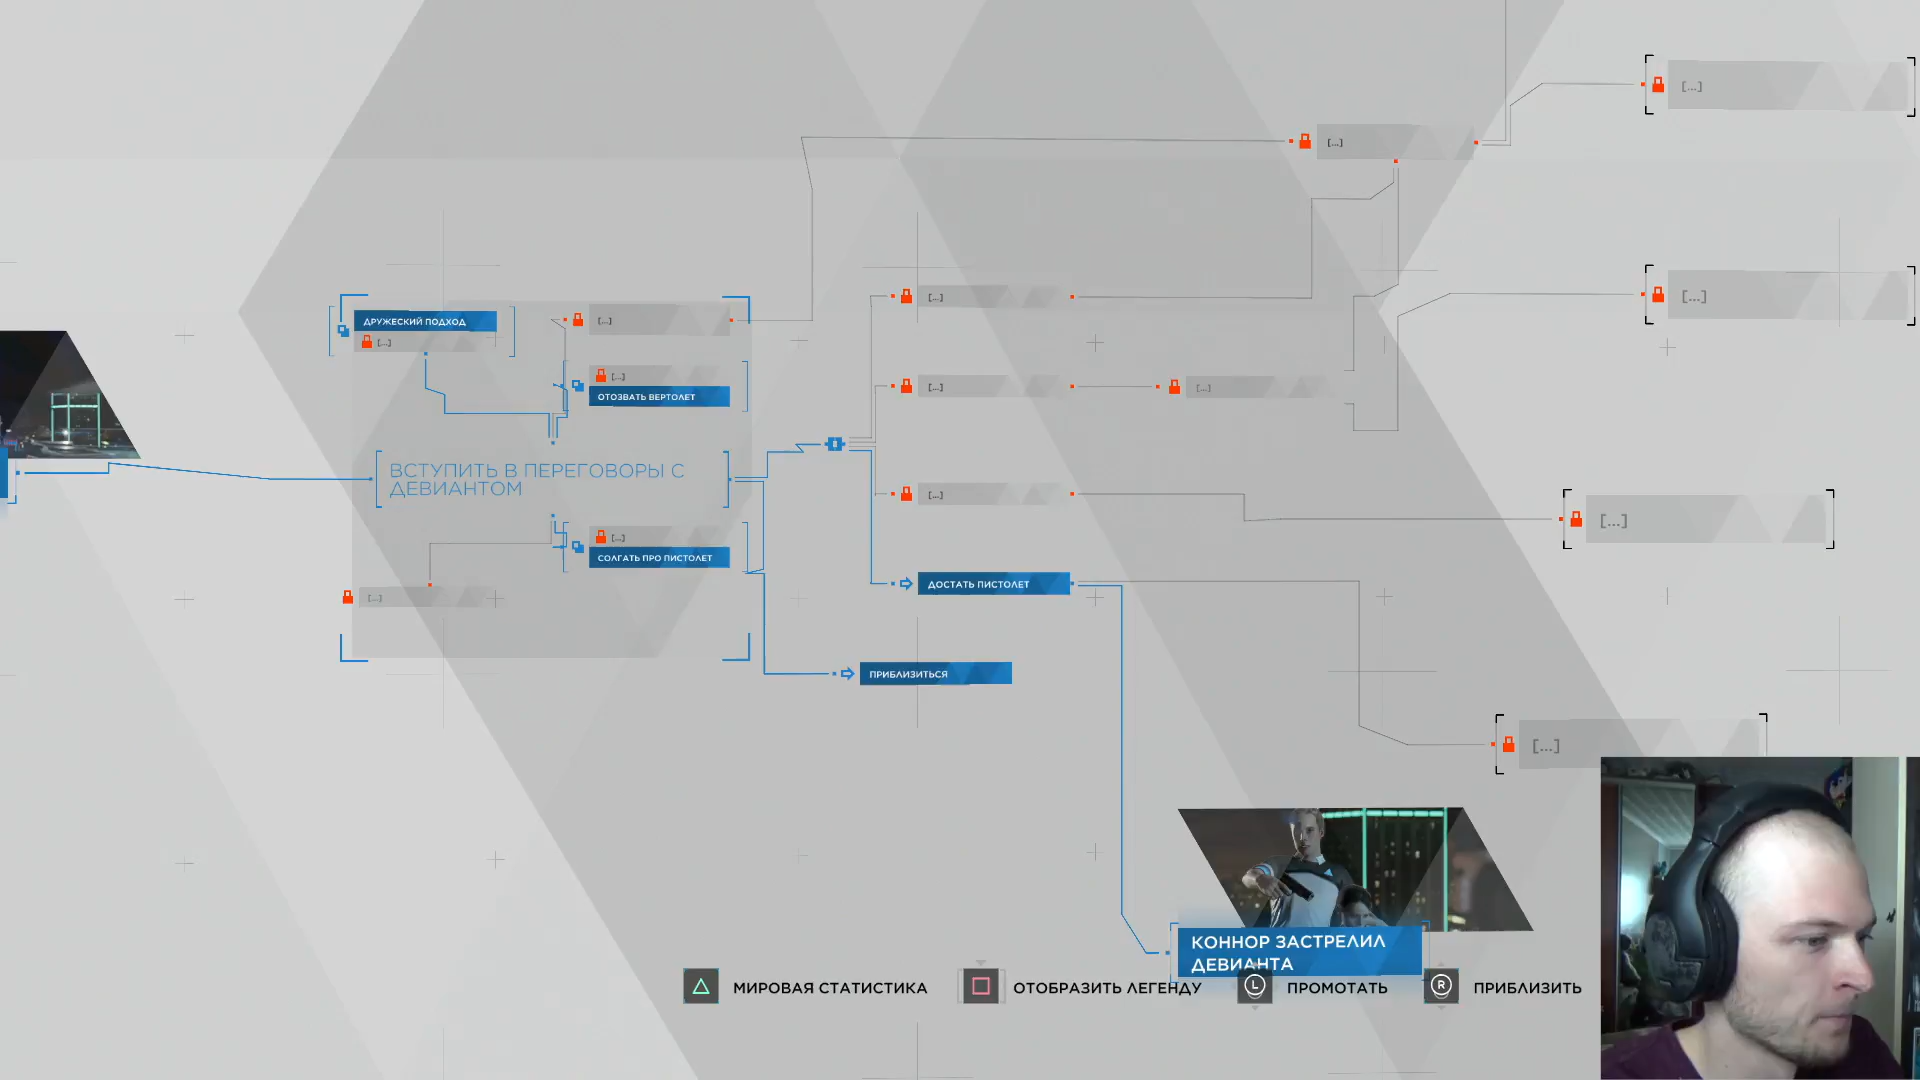 [...]
[...]
[...]
[...]
ДРУЖЕСКИЙ ПОДХОД
[...]
[...]
[...]
ОТОЗВАТЬ ВЕРТОЛЕТ
[...]
[...]
ВСТУПИТЬ В ПЕРЕГОВОРЫ С
ДЕВИАНТОМ
[...]
[...]
[...]
СОЛГАТЬ ПРО ПИСТОЛЕТ
[...]
ДОСТАТЬ ПИСТОЛЕТ
ПРИБЛИЗИТЬСЯ
[...]
КОННОР ЗАСТРЕЛИЛ
ДЕВИАНТА
МИРОВАЯ СТАТИСТИКА
ОТОБРАЗИТЬ ЛЕГЕНДУ
L
ПРОМОТАТЬ
R
ПРИБЛИЗИТЬ